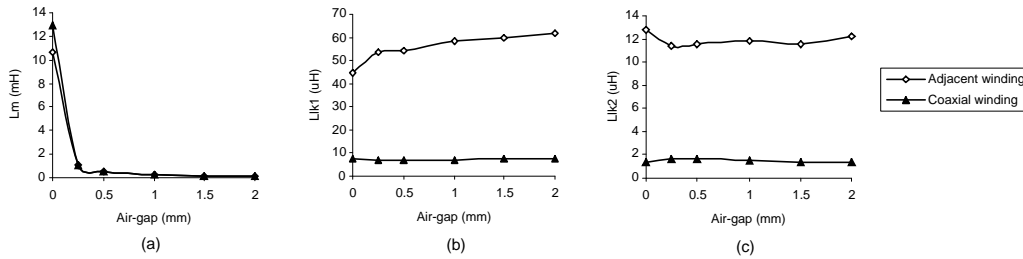 14
12
10
8
6
4
2
0
Lm (mH)
0 0.5 1 1.5 2
Air-gap (mm)
(a)
70
60
50
40
30
20
10
0
Llk1 (uH)
0 0.5 1 1.5 2
Air-gap (mm)
(b)
14
12
10
8
6
4
2
0
Llk2 (uH)
0 0.5 1 1.5 2
Air-gap (mm)
(c)
Adjacent winding
Coaxial winding